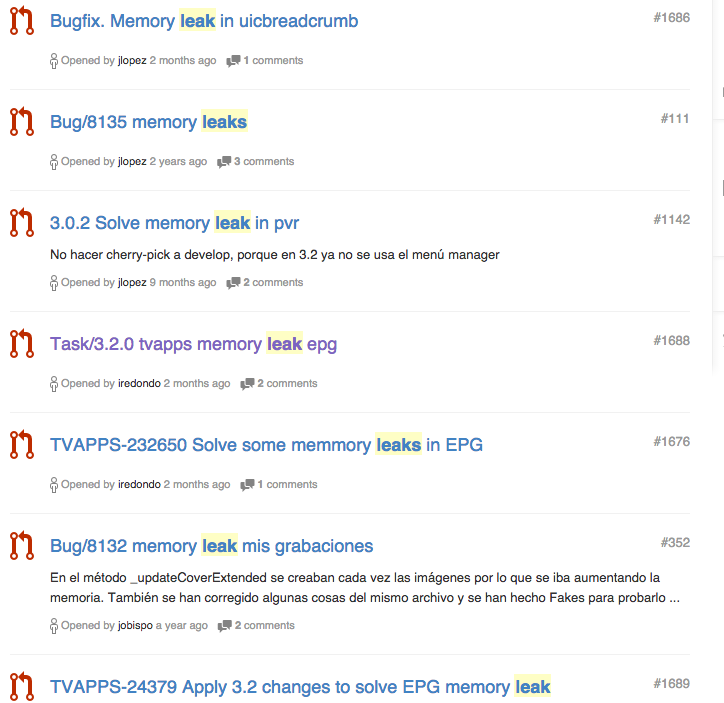 Bugfix. Memory leak in uicbreadcrumb
#1686
Opened by jlopez 2 months ago 1 comments
Bug/8135 memory leaks
#111
Opened by jlopez 2 years ago 3 comments
3.0.2 Solve memory leak in pvr
#1142
No hacer cherry-pick a develop, porque en 3.2 ya no se usa el menú manager
Opened by jlopez 9 months ago 2 comments
Task/3.2.0 tvapps memory leak epg
#1688
Opened by iredondo 2 months ago 2 comments
TVAPPS-232650 Solve some memmory leaks in EPG
#1676
Opened by iredondo 2 months ago 1 comments
Bug/8132 memory leak mis grabaciones
#352
En el método _updateCoverExtended se creaban cada vez las imágenes por lo que se iba aumentando la
memoria. También se han corregido algunas cosas del mismo archivo y se han hecho Fakes para probarlo ...
Opened by jobispo a year ago 2 comments
TVAPPS-24379 Apply 3.2 changes to solve EPG memory leak
#1689